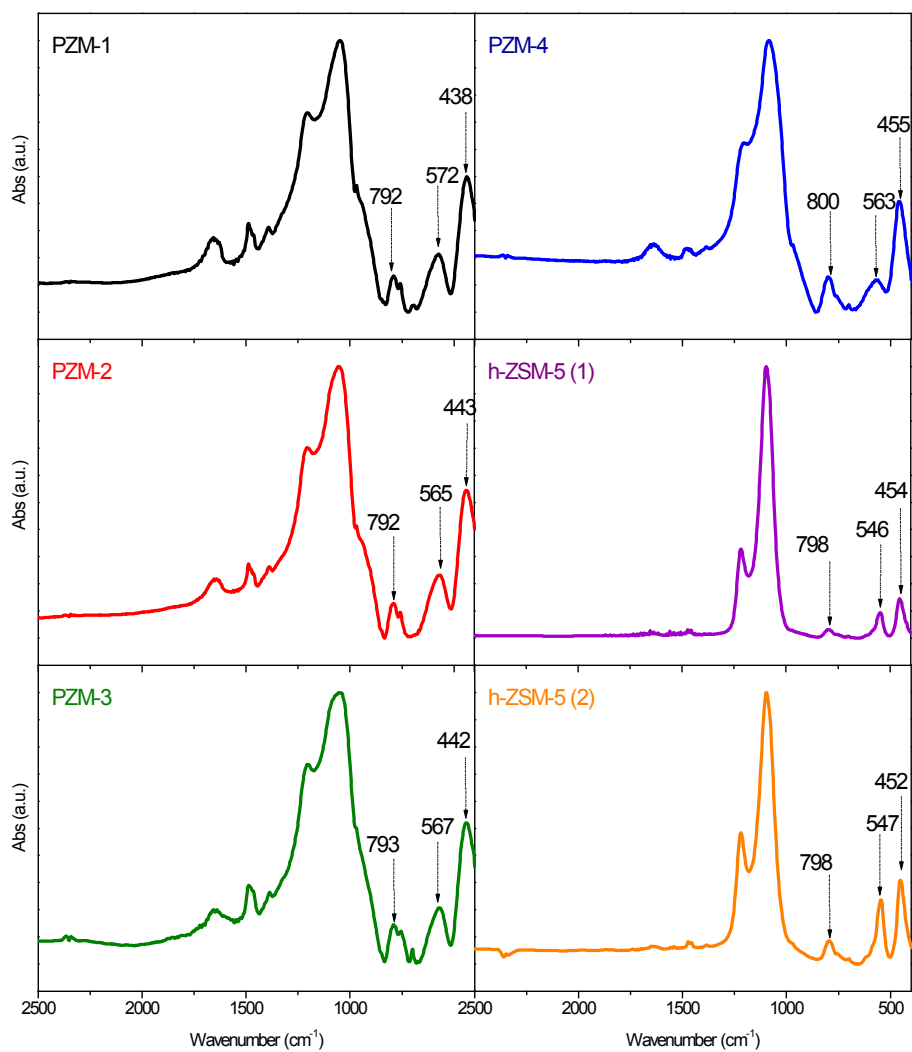 PZM-1
438
572
792
Abs (a.u.)
PZM-4
455
800
563
PZM-2
443
565
792
Abs (a.u.)
h-ZSM-5 (1)
454
546
798
PZM-3
442
567
793
Abs (a.u.)
h-ZSM-5 (2)
452
547
798
2500 2000 1500 1000 500 2500 2000 1500 1000 500
Wavenumber (cm⁻¹) Wavenumber (cm⁻¹)